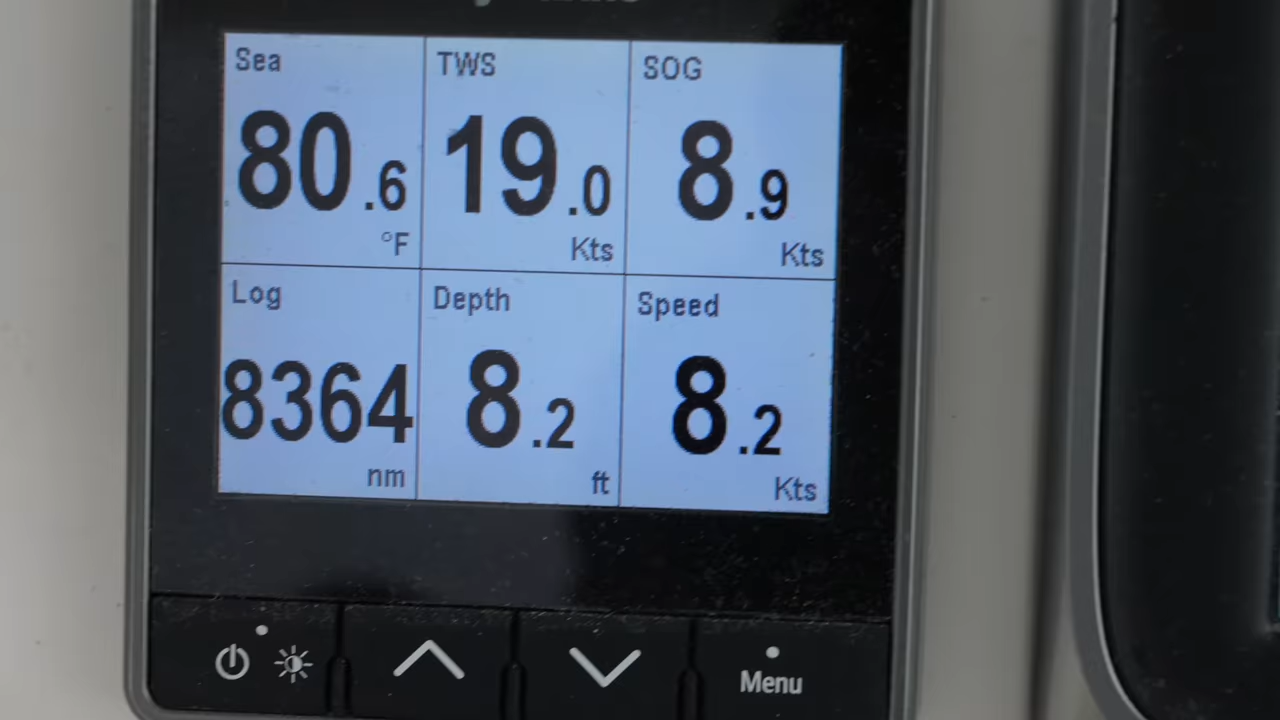 Sea TWS SOG
80.6 19.0 8.9
°F Kts Kts
Log Depth Speed
8364 8.2 8.2
nm ft Kts
Menu